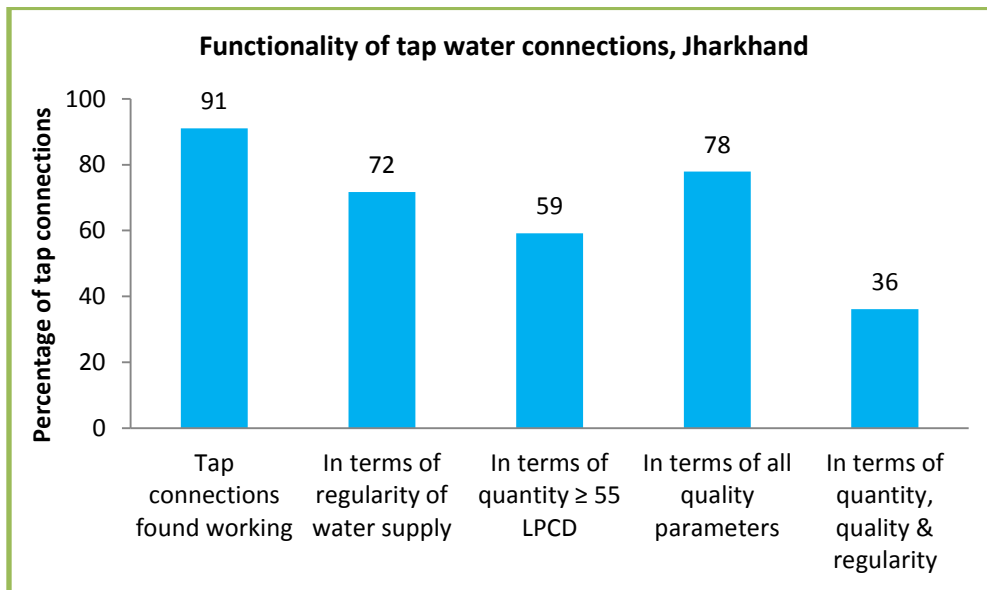 Functionality of tap water connections, Jharkhand
Percentage of tap connections
100
80
60
40
20
0
91
72
59
78
36
Tap
connections
found working
In terms of
regularity of
water supply
In terms of
quantity ≥ 55
LPCD
In terms of all
quality
parameters
In terms of
quantity,
quality &
regularity